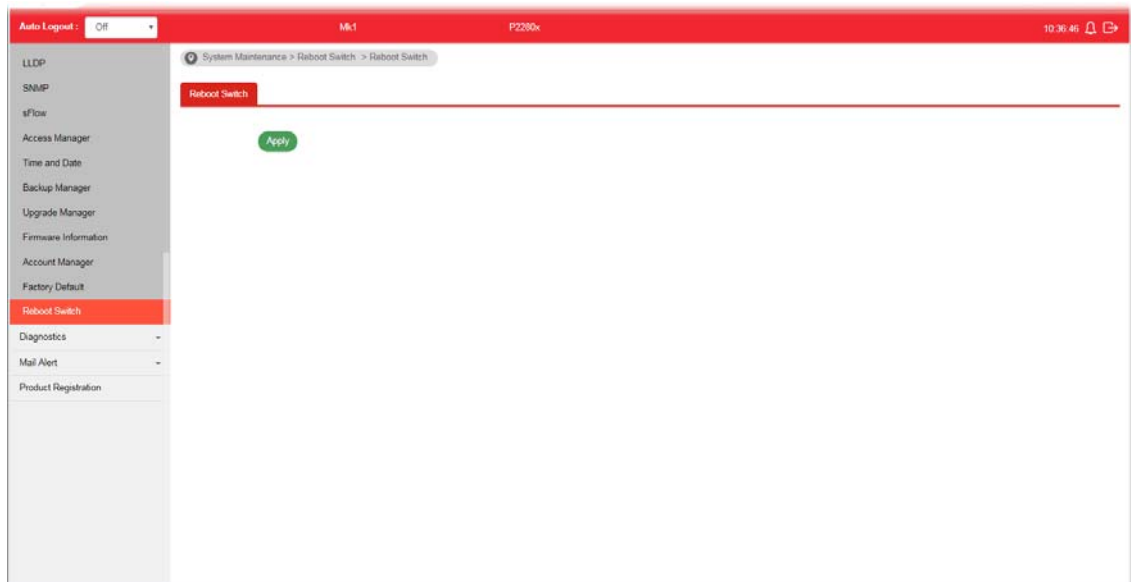 Auto Logout : Off Mk1 P2280x 10:36:46
System Maintenance > Reboot Switch > Reboot Switch
Reboot Switch
Apply
LLDP
SNMP
sFlow
Access Manager
Time and Date
Backup Manager
Upgrade Manager
Firmware Information
Account Manager
Factory Default
Reboot Switch
Diagnostics
Mail Alert
Product Registration